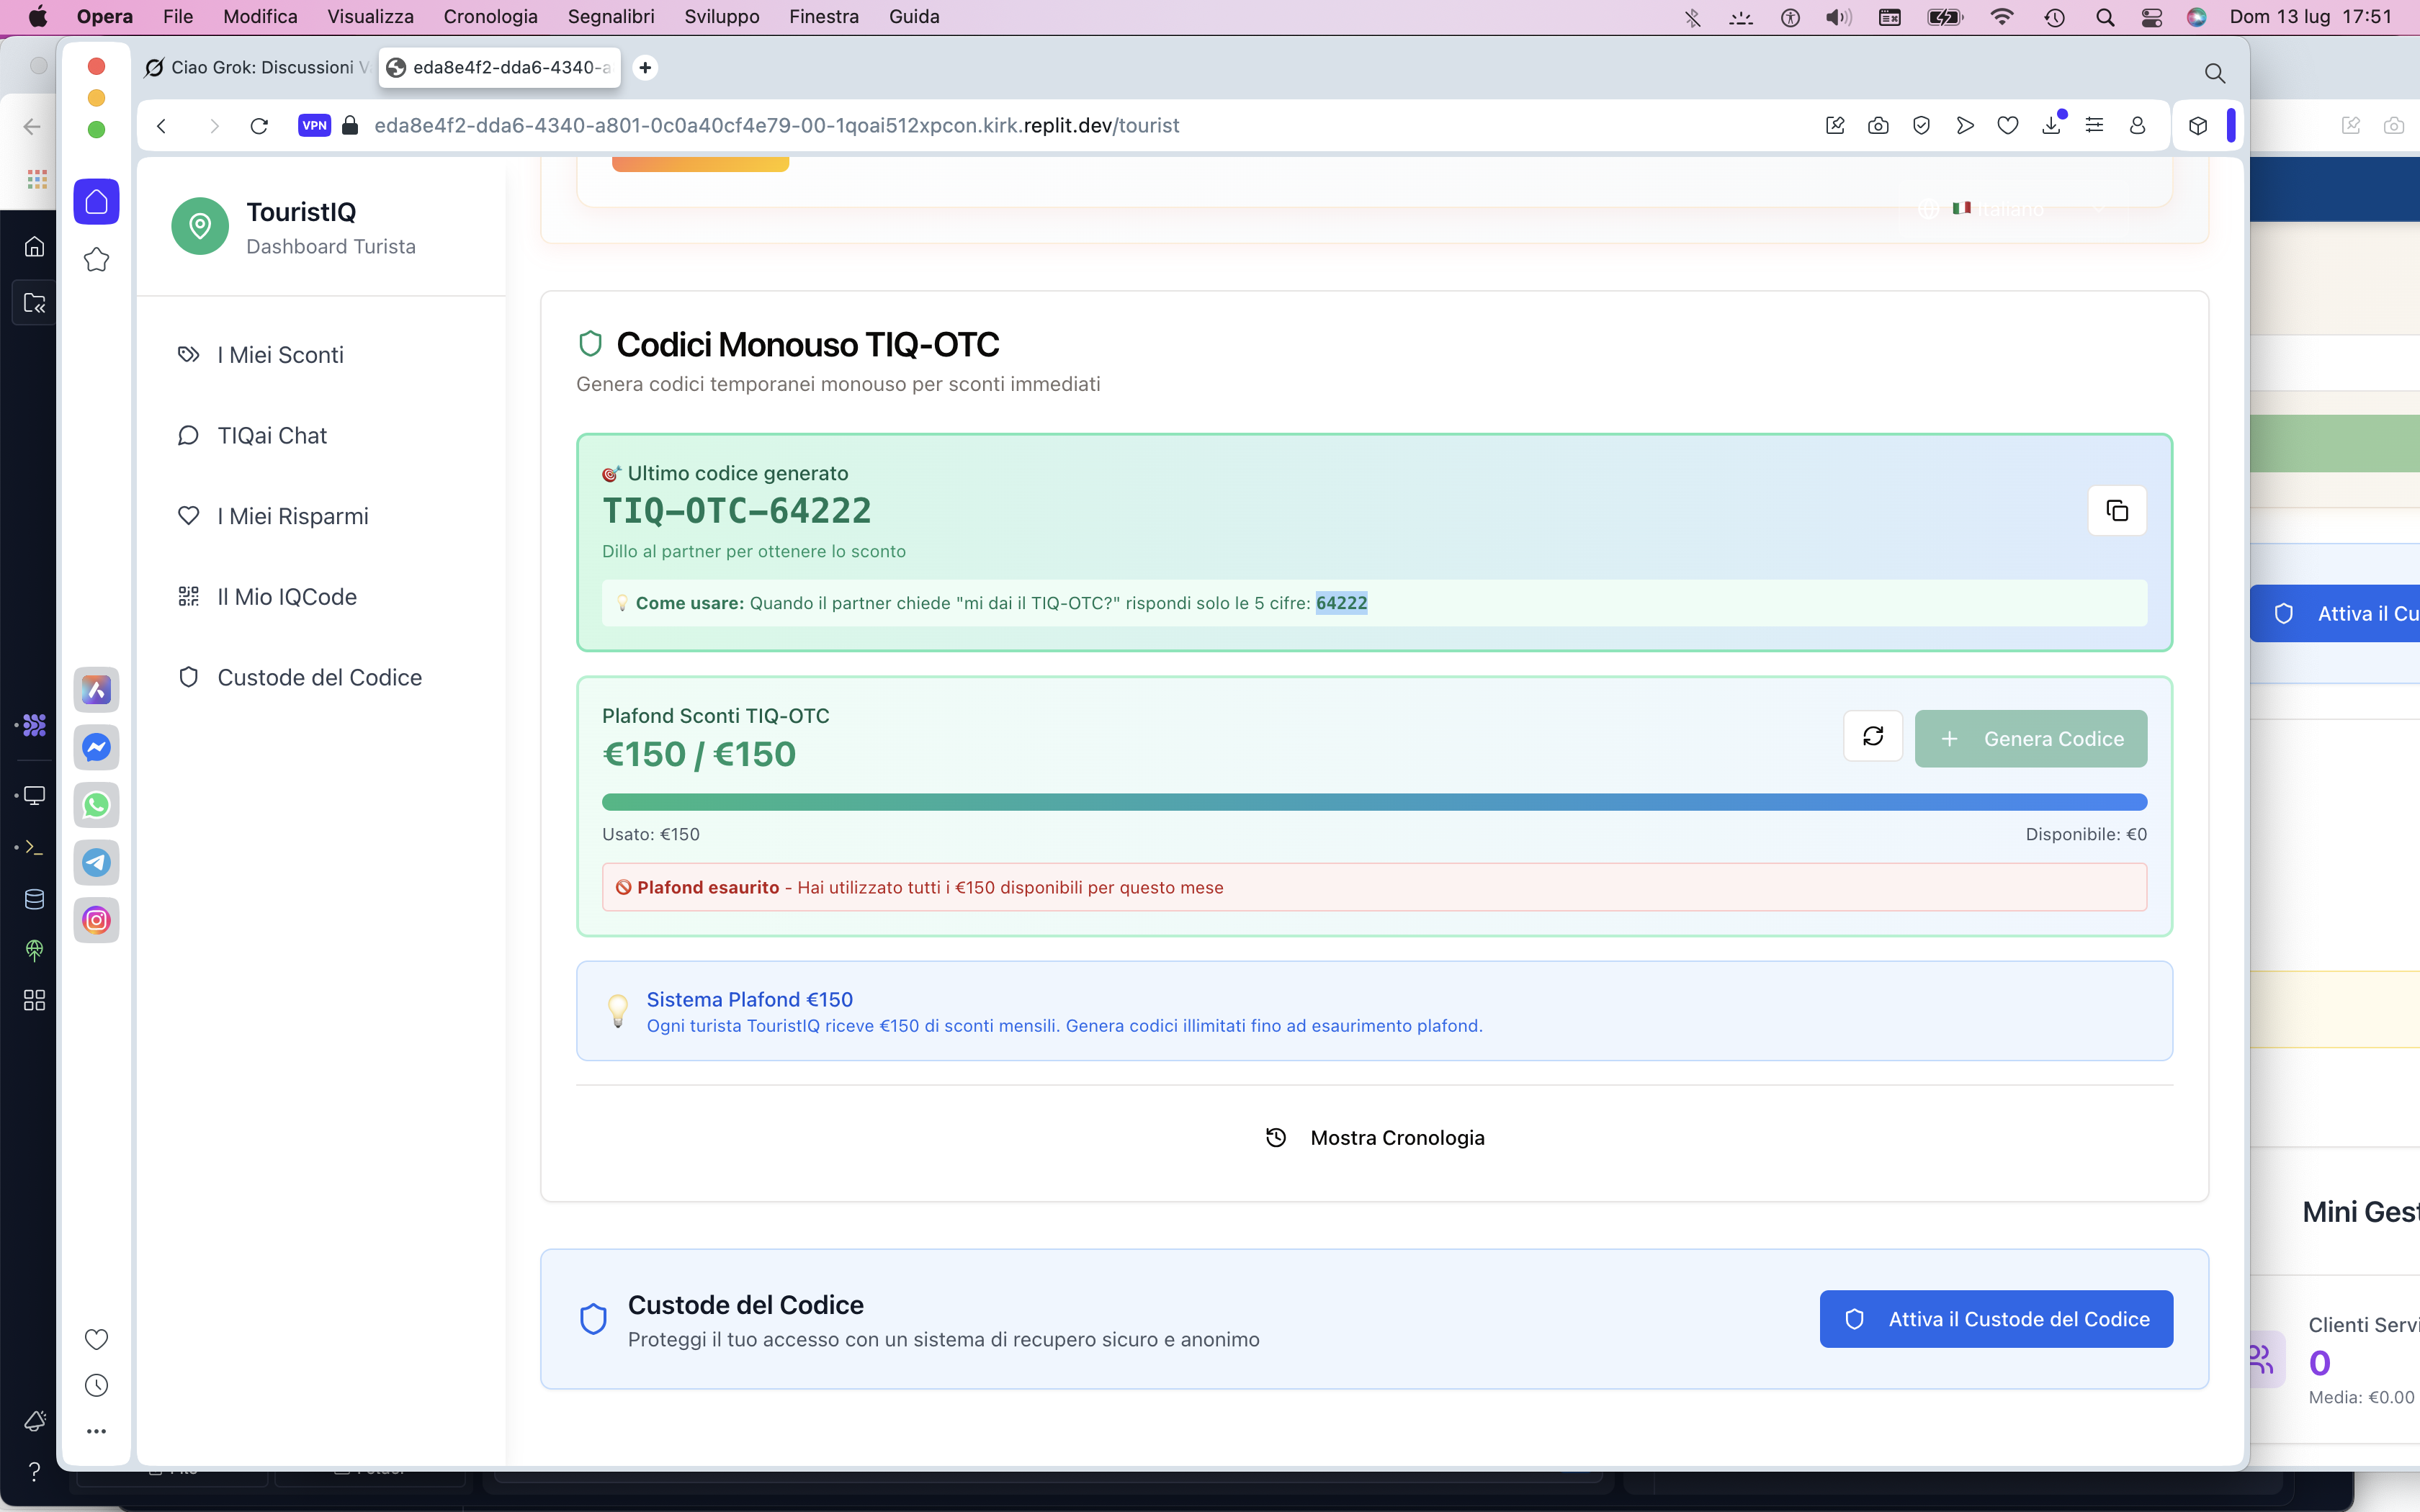 Opera File Modifica Visualizza Cronologia Segnalibri Sviluppo Finestra Guida Dom 13 lug 17:51
Ciao Grok: Discussioni
eda8e4f2-dda6-4340-a
VPN eda8e4f2-dda6-4340-a801-0c0a40cf4e79-00-1qoai512xpcon.kirk.replit.dev/tourist
TouristIQ
Dashboard Turista
Italiano
I Miei Sconti
TIQai Chat
I Miei Risparmi
Il Mio IQCode
Custode del Codice
Codici Monouso TIQ-OTC
Genera codici temporanei monouso per sconti immediati
Ultimo codice generato
TIQ-OTC-64222
Dillo al partner per ottenere lo sconto
Come usare: Quando il partner chiede "mi dai il TIQ-OTC?" rispondi solo le 5 cifre: 64222
Plafond Sconti TIQ-OTC
€150 / €150
Genera Codice
Usato: €150
Disponibile: €0
Plafond esaurito - Hai utilizzato tutti i €150 disponibili per questo mese
Sistema Plafond €150
Ogni turista TouristIQ riceve €150 di sconti mensili. Genera codici illimitati fino ad esaurimento plafond.
Mostra Cronologia
Custode del Codice
Proteggi il tuo accesso con un sistema di recupero sicuro e anonimo
Attiva il Custode del Codice
Attiva il Cu
Mini Gest
Clienti Servi
0
Media: €0.00